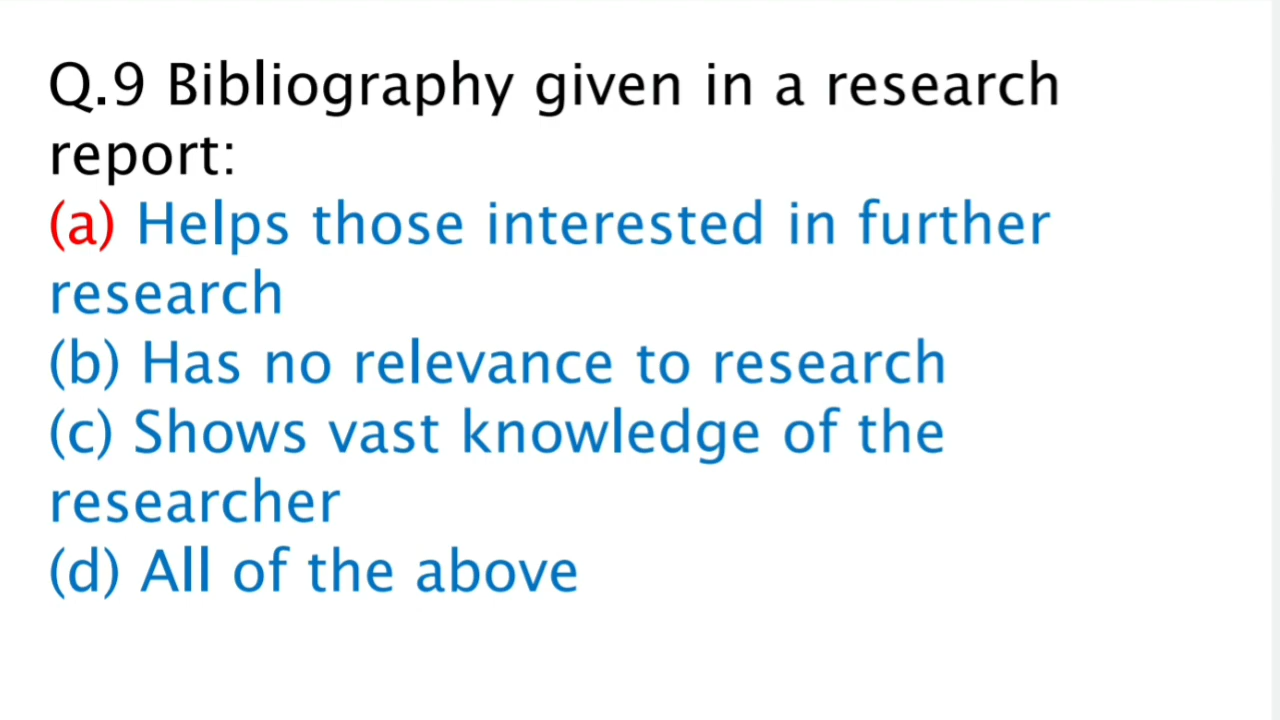 Q.9 Bibliography given in a research
report:
(a) Helps those interested in further
research
(b) Has no relevance to research
(c) Shows vast knowledge of the
researcher
(d) All of the above